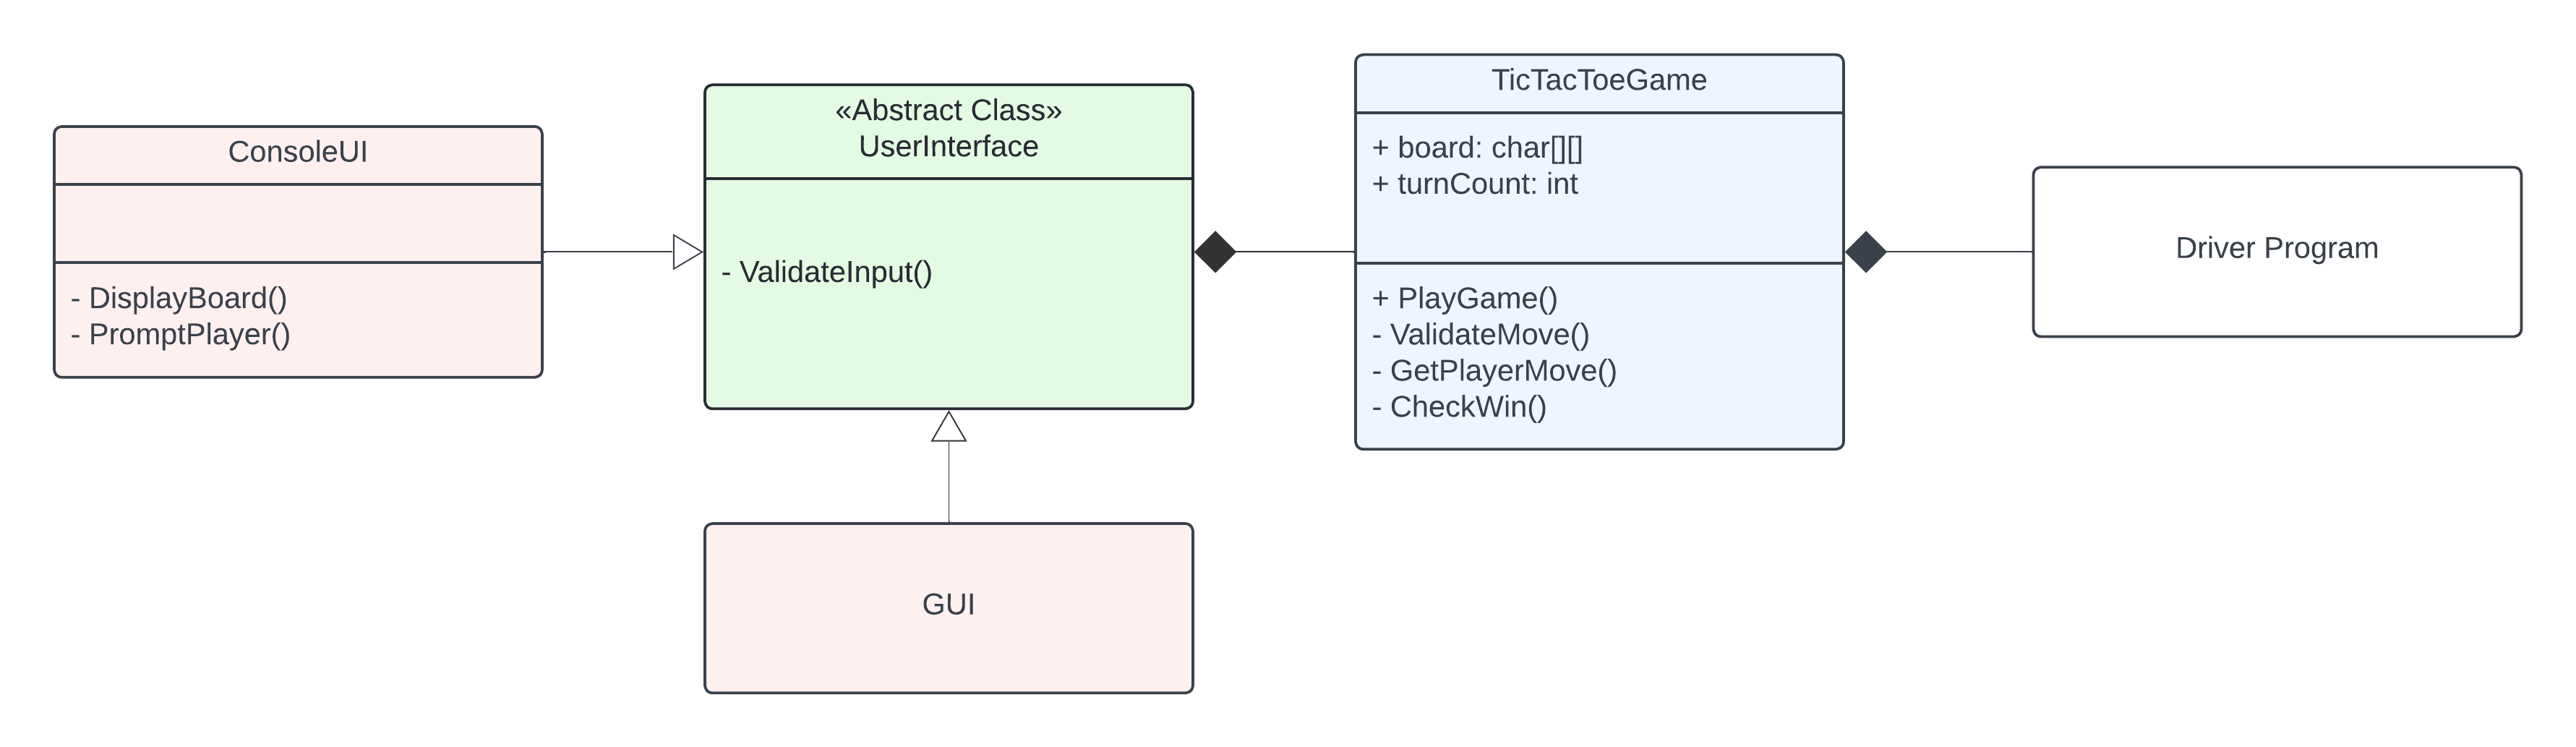 ConsoleUI
- DisplayBoard()
- PromptPlayer()
«Abstract Class»
UserInterface
- ValidateInput()
GUI
TicTacToeGame
+ board: char[][]
+ turnCount: int
+ PlayGame()
- ValidateMove()
- GetPlayerMove()
- CheckWin()
Driver Program